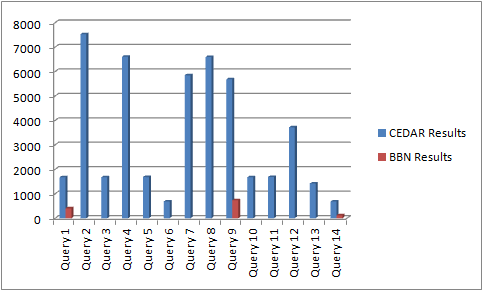 8000
7000
6000
5000
4000
3000
2000
1000
0
Query 1
Query 2
Query 3
Query 4
Query 5
Query 6
Query 7
Query 8
Query 9
Query 10
Query 11
Query 12
Query 13
Query 14
CEDAR Results
BBN Results